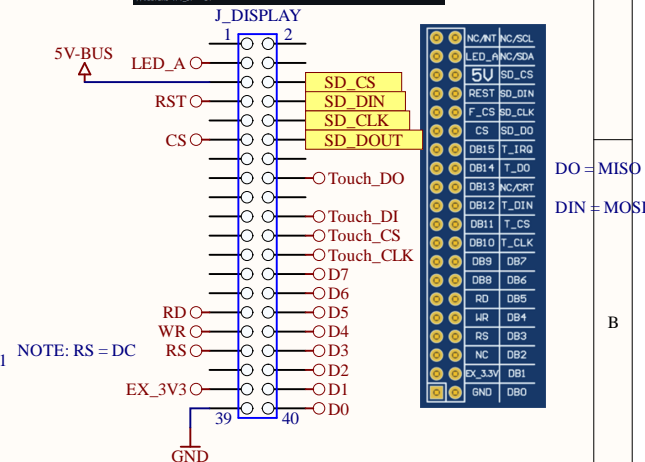 J_DISPLAY
1 2
5V-BUS
LED_A
SD_CS
RST SD_DIN
SD_CLK
CS SD_DOUT
Touch_DO
Touch_DI
Touch_CS
Touch_CLK
D7
D6
RD D5
WR D4
RS D3
D2
EX_3V3 D1
D0
39 40
GND
NOTE: RS = DC
1
NC/INT NC/SCL
LED_A NC/SDA
5V SD_CS
REST SD_DIN
F_CS SD_CLK
CS SD_DO
DB15 T_IRQ
DB14 T_DO
DB13 NC/CRT
DB12 T_DIN
DB11 T_CS
DB10 T_CLK
DB9 DB7
DB8 DB6
RD DB5
WR DB4
RS DB3
NC DB2
EX_3.3V DB1
GND DB0
DO = MISO
DIN = MOSI
B